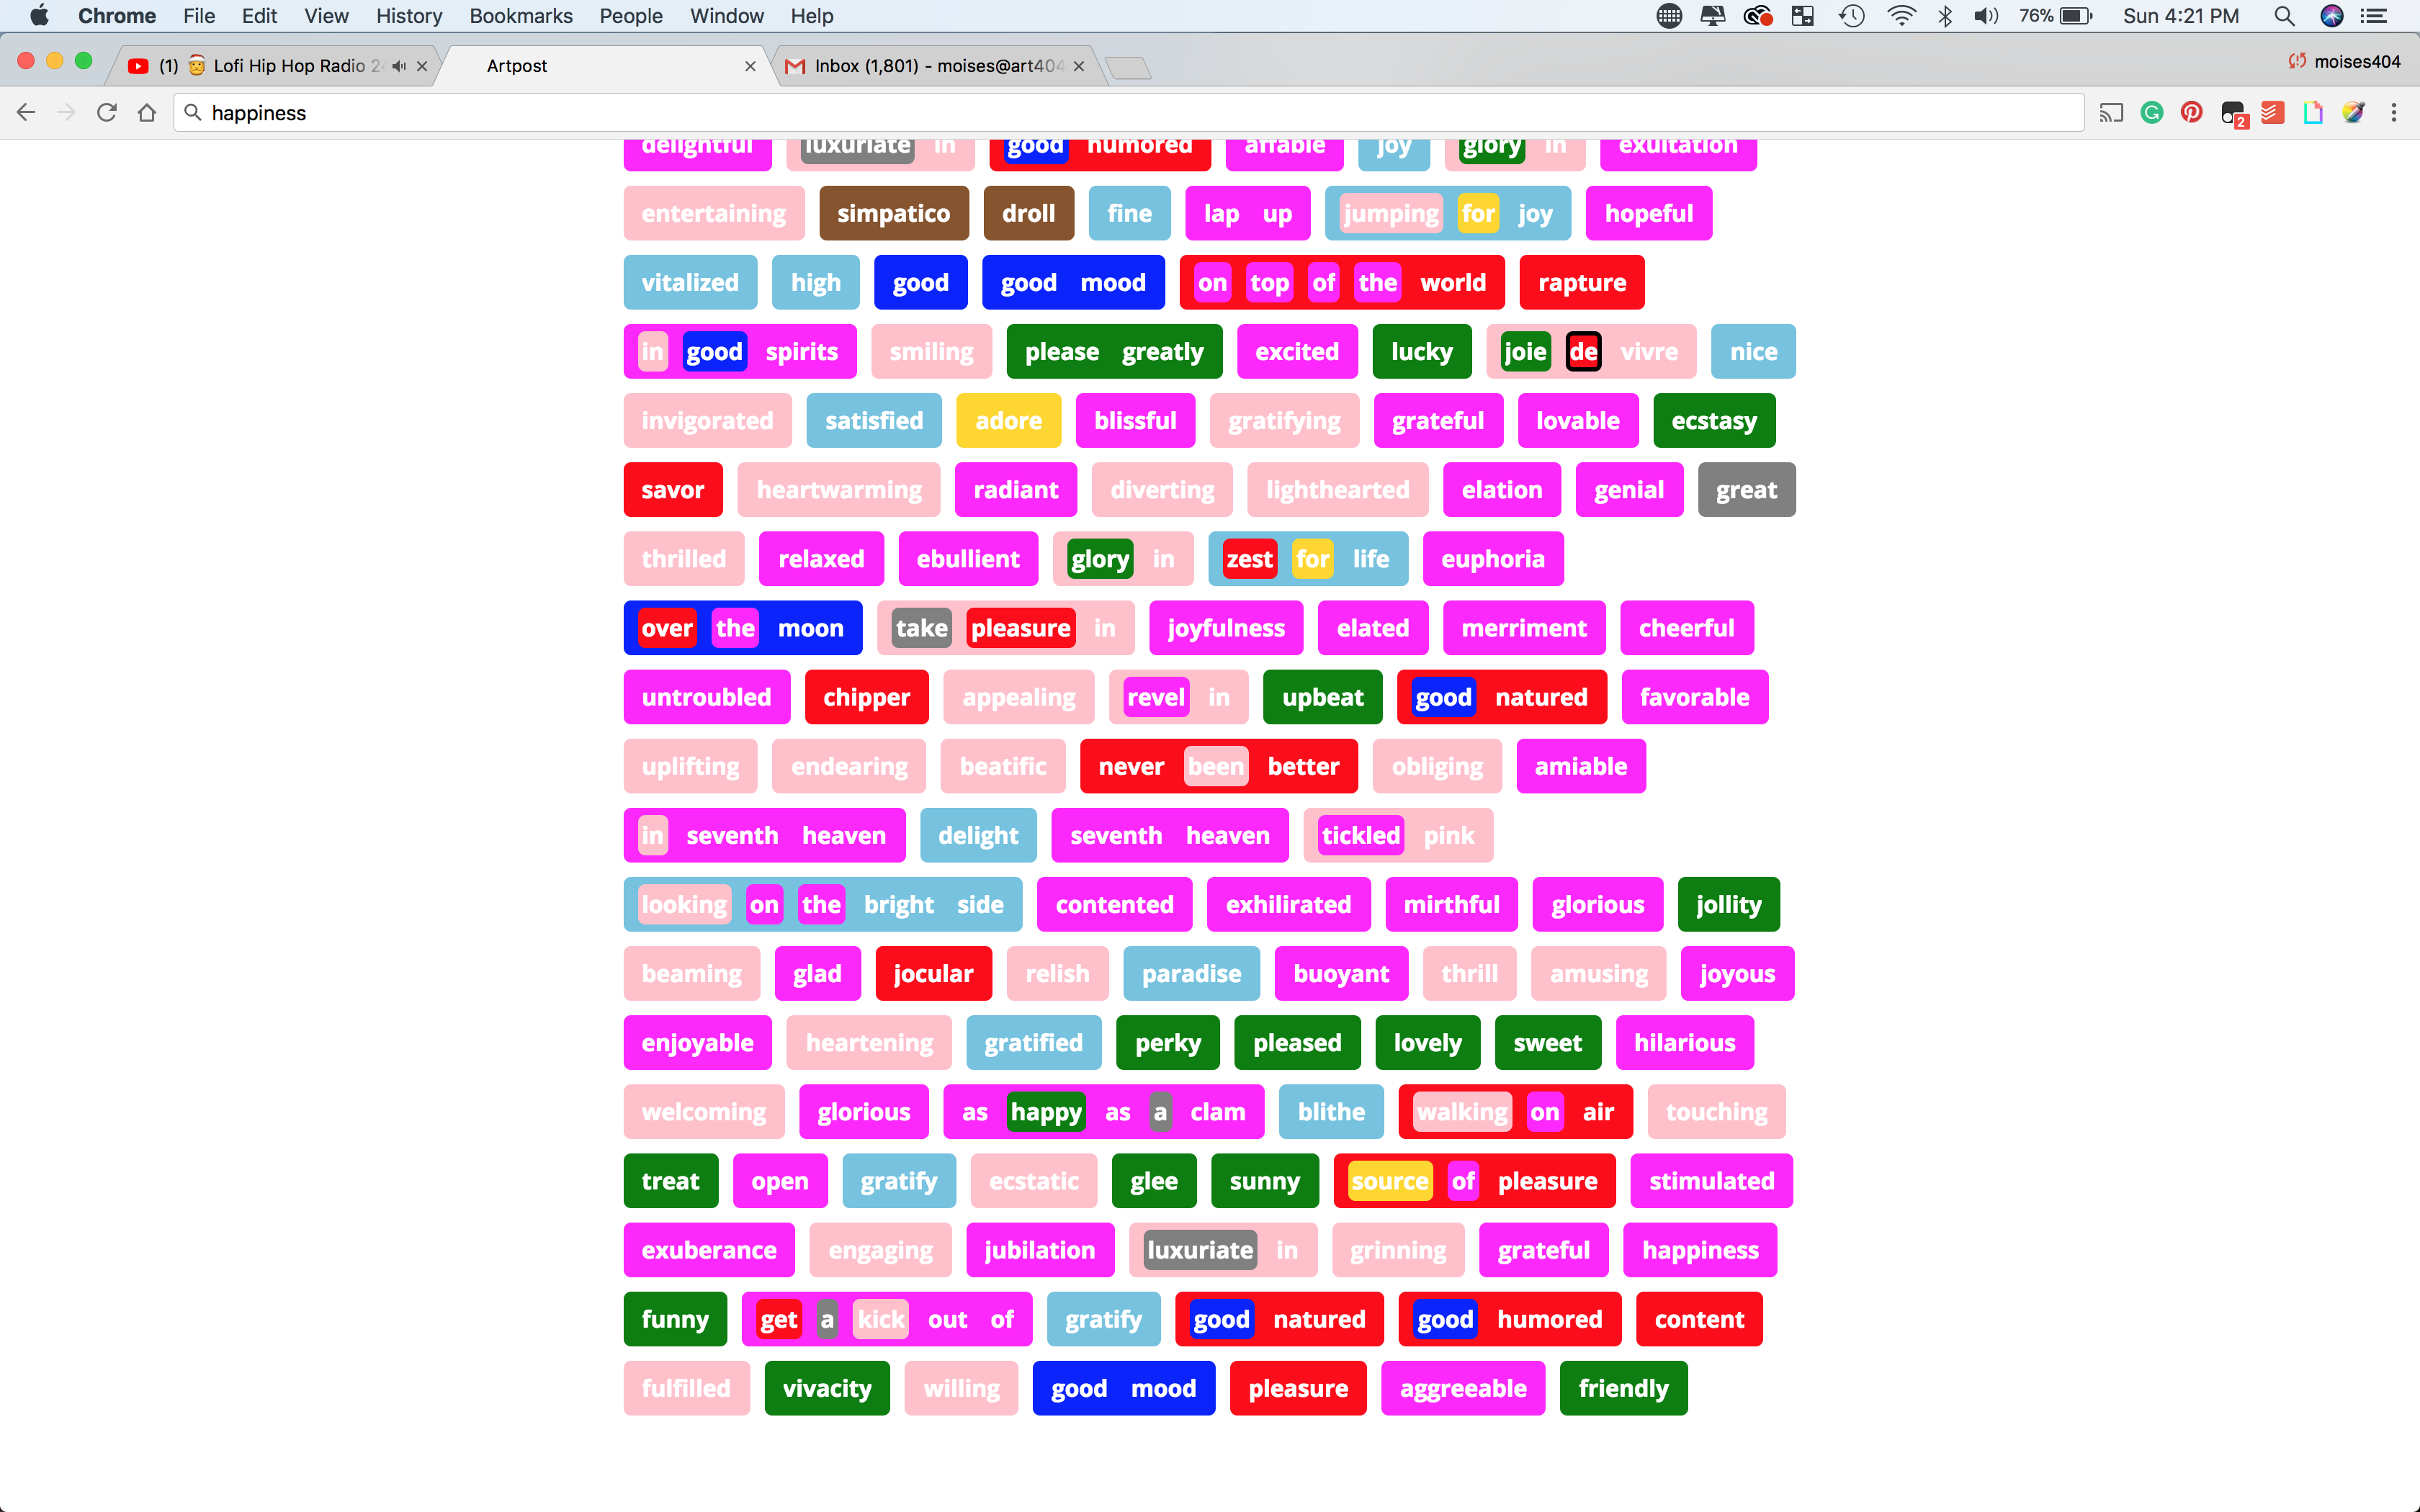 Chrome File Edit View History Bookmarks People Window Help 76% Sun 4:21 PM
(1) Lofi Hip Hop Radio 24 Artpost Inbox (1,801) - moises@art404 moises404
happiness 2
delightful luxuriate in good humored affable joy glory in exultation
entertaining simpatico droll fine lap up jumping for joy hopeful
vitalized high good good mood on top of the world rapture
in good spirits smiling please greatly excited lucky joie de vivre nice
invigorated satisfied adore blissful gratifying grateful lovable ecstasy
savor heartwarming radiant diverting lighthearted elation genial great
thrilled relaxed ebullient glory in zest for life euphoria
over the moon take pleasure in joyfulness elated merriment cheerful
untroubled chipper appealing revel in upbeat good natured favorable
uplifting endearing beatific never been better obliging amiable
in seventh heaven delight seventh heaven tickled pink
looking on the bright side contented exhilirated mirthful glorious jollity
beaming glad jocular relish paradise buoyant thrill amusing joyous
enjoyable heartening gratified perky pleased lovely sweet hilarious
welcoming glorious as happy as a clam blithe walking on air touching
treat open gratify ecstatic glee sunny source of pleasure stimulated
exuberance engaging jubilation luxuriate in grinning grateful happiness
funny get a kick out of gratify good natured good humored content
fulfilled vivacity willing good mood pleasure aggreeable friendly